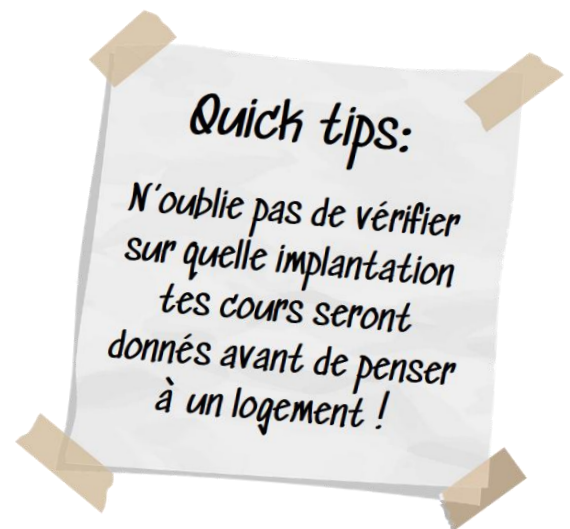 Quick tips:
N'oublie pas de vérifier
sur quelle implantation
tes cours seront
donnés avant de penser
à un logement !